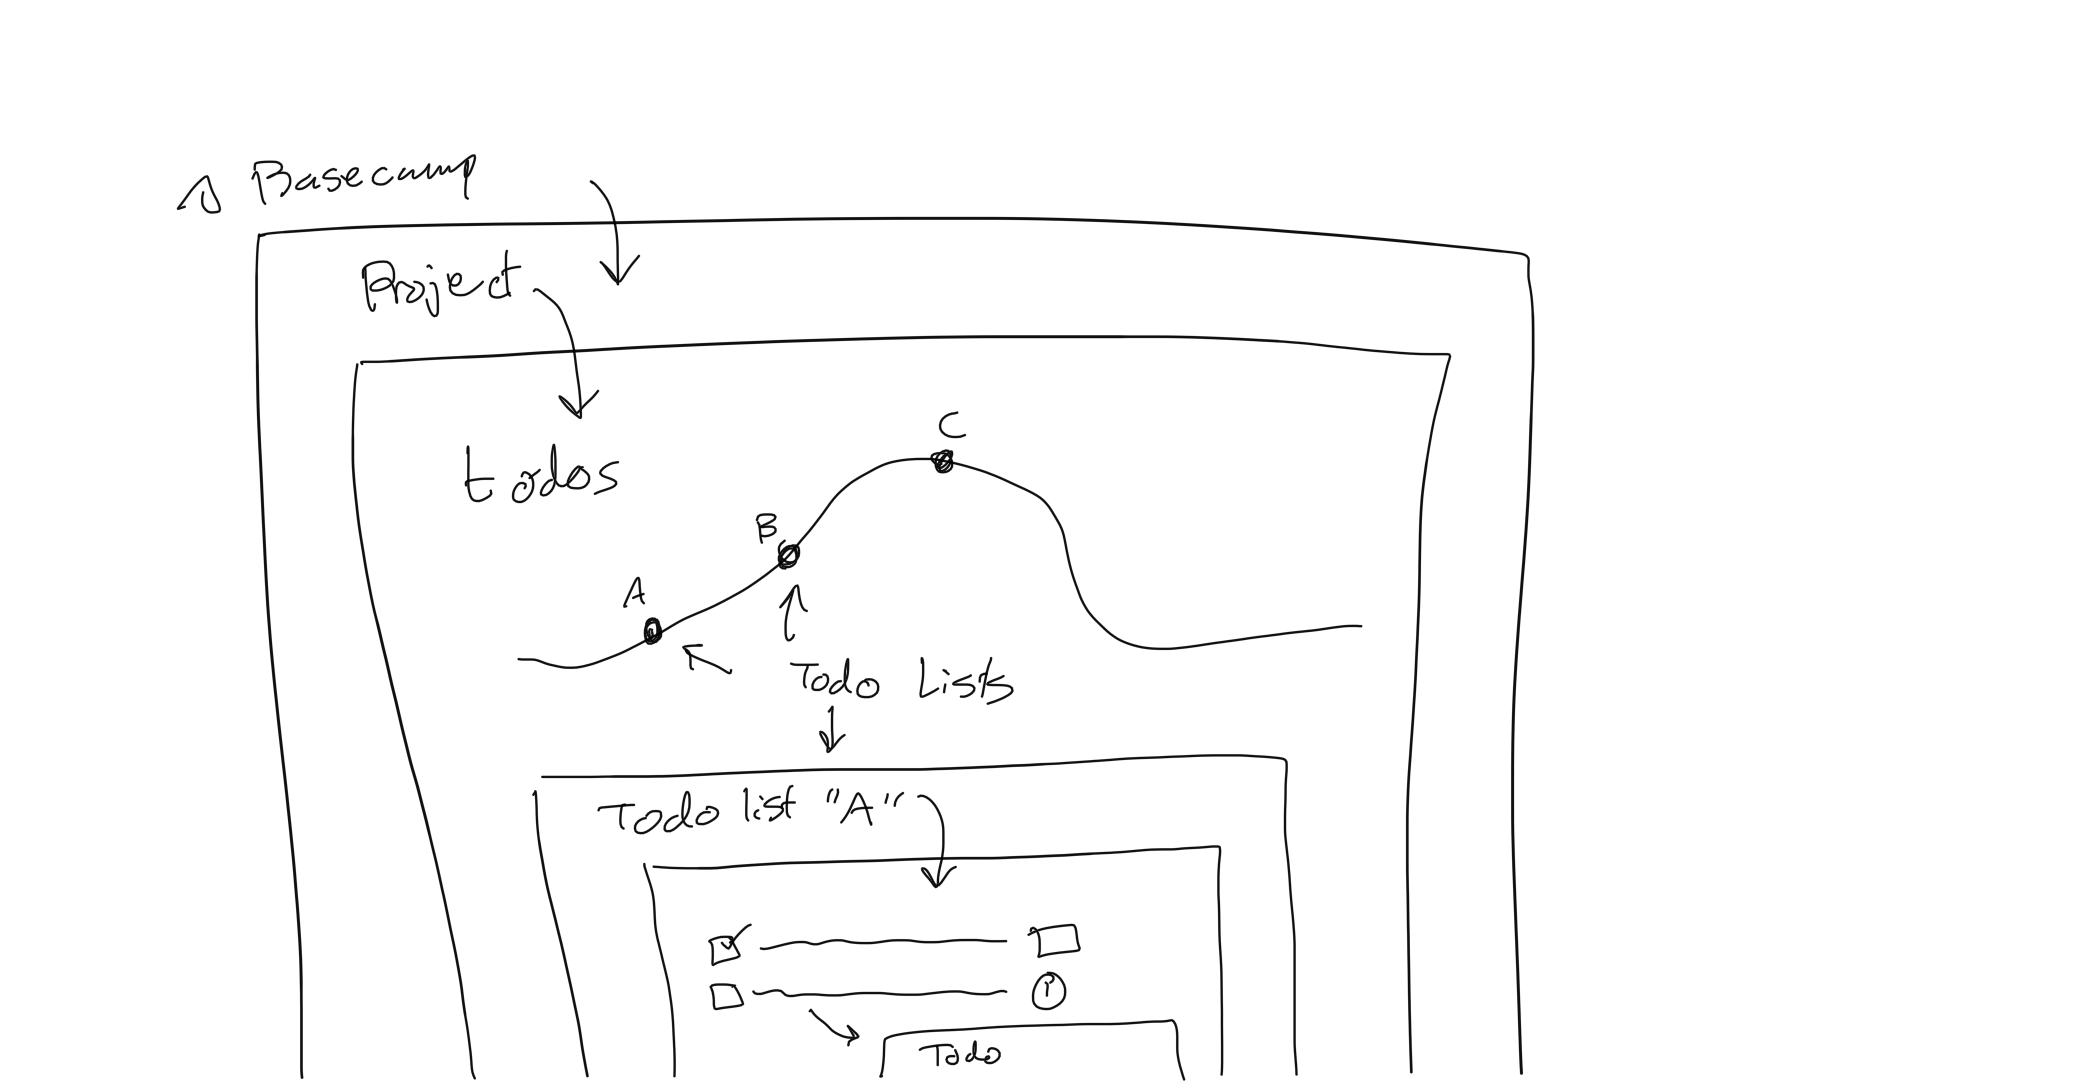 Basecamp
Project
todos
C
B
A
Todo Lists
Todo list "A"
Todo